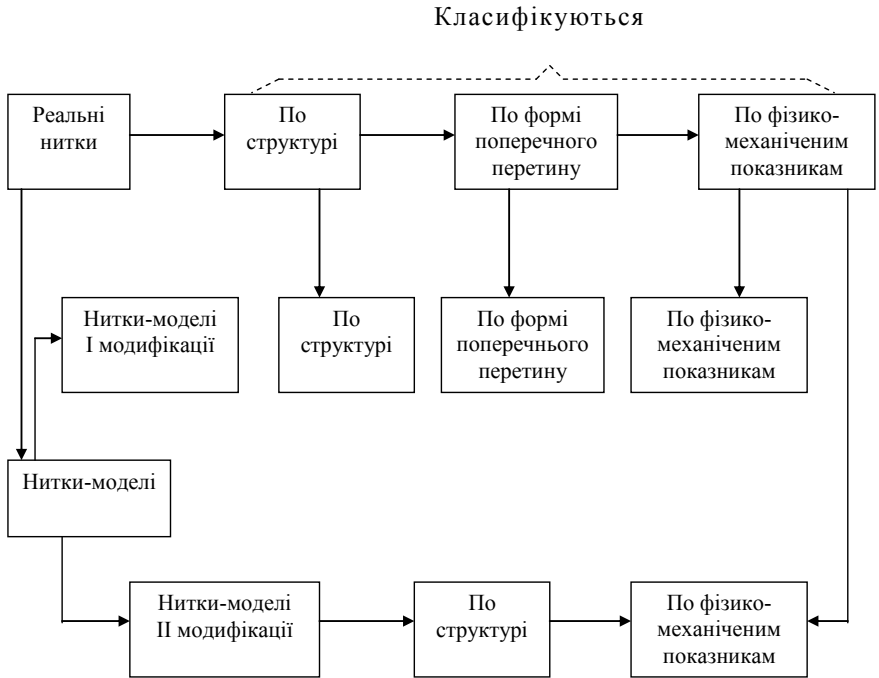 Класифікуються
Реальні
нитки
По
структурі
По формі
поперечного
перетину
По фізико-
механіченим
показникам
Нитки-моделі
І модифікації
По
структурі
По формі
поперечнього
перетину
По фізико-
механіченим
показникам
Нитки-моделі
Нитки-моделі
ІІ модифікації
По
структурі
По фізико-
механіченим
показникам